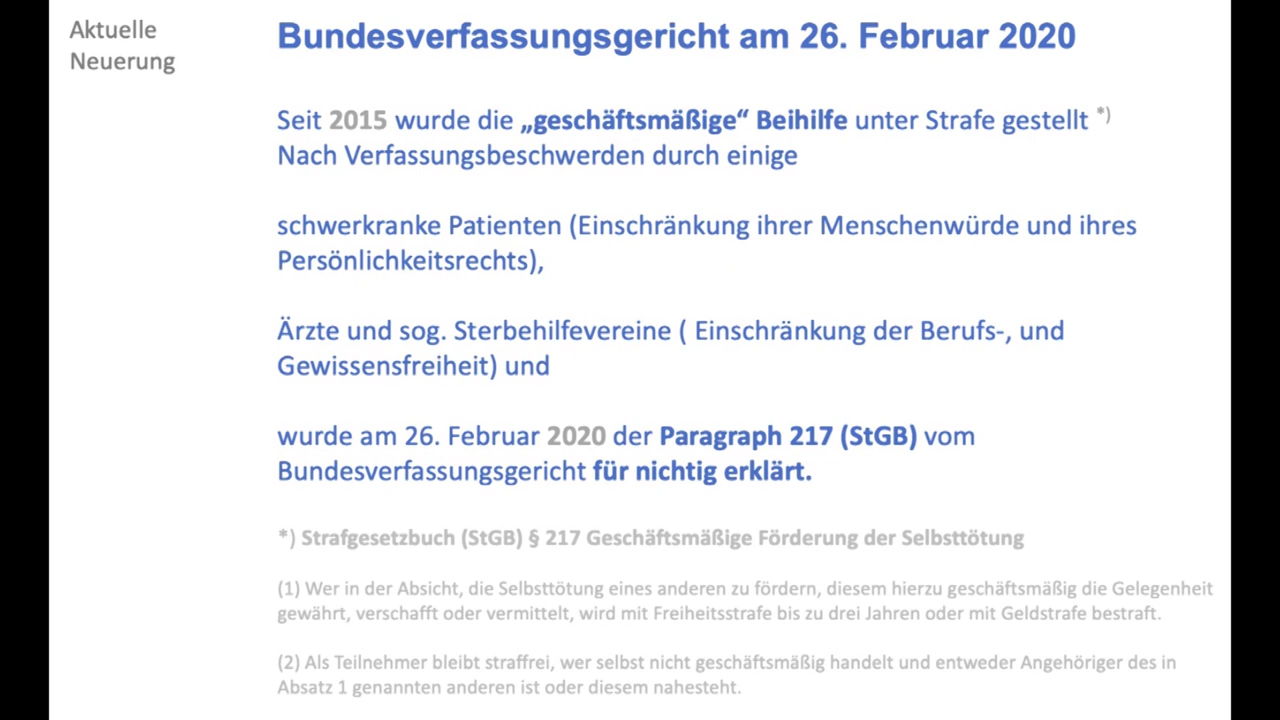 Aktuelle
Neuerung
Bundesverfassungsgericht am 26. Februar 2020
Seit 2015 wurde die „geschäftsmäßige“ Beihilfe unter Strafe gestellt *)
Nach Verfassungsbeschwerden durch einige
schwerkranke Patienten (Einschränkung ihrer Menschenwürde und ihres
Persönlichkeitsrechts),
Ärzte und sog. Sterbehilfevereine ( Einschränkung der Berufs-, und
Gewissensfreiheit) und
wurde am 26. Februar 2020 der Paragraph 217 (StGB) vom
Bundesverfassungsgericht für nichtig erklärt.
*) Strafgesetzbuch (StGB) § 217 Geschäftsmäßige Förderung der Selbsttötung
(1) Wer in der Absicht, die Selbsttötung eines anderen zu fördern, diesem hierzu geschäftsmäßig die Gelegenheit
gewährt, verschafft oder vermittelt, wird mit Freiheitsstrafe bis zu drei Jahren oder mit Geldstrafe bestraft.
(2) Als Teilnehmer bleibt straffrei, wer selbst nicht geschäftsmäßig handelt und entweder Angehöriger des in
Absatz 1 genannten anderen ist oder diesem nahesteht.